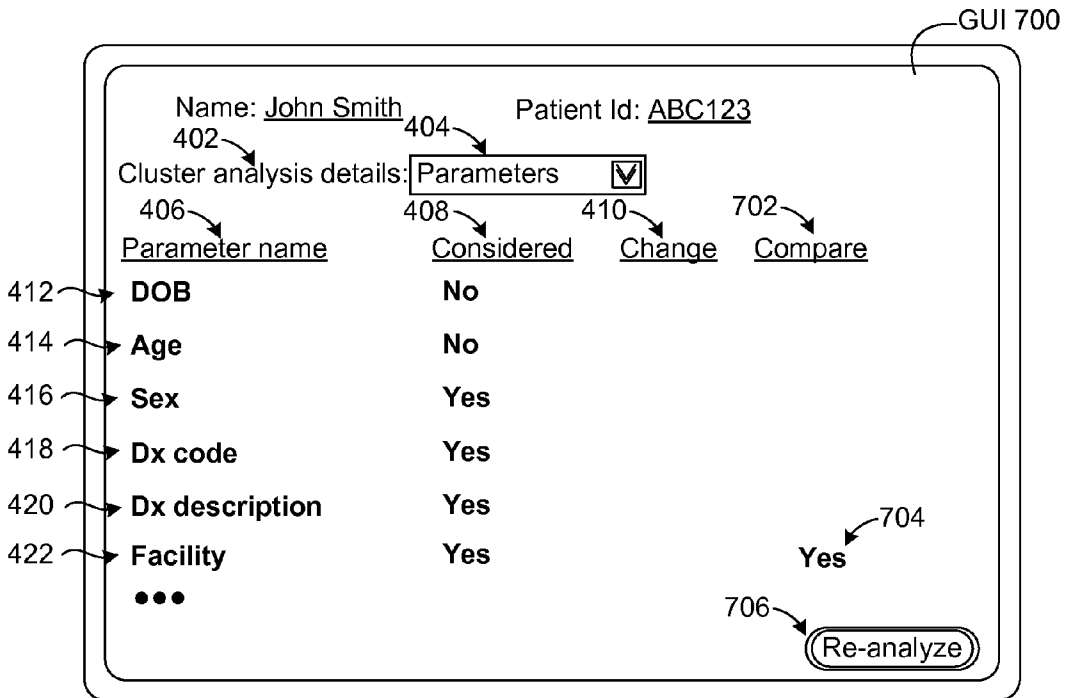 GUI 700
Name: John Smith Patient Id: ABC123
402 404
Cluster analysis details: Parameters
406 408 410 702
Parameter name Considered Change Compare
412 DOB No
414 Age No
416 Sex Yes
418 Dx code Yes
420 Dx description Yes
704
422 Facility Yes Yes
•••
706
Re-analyze